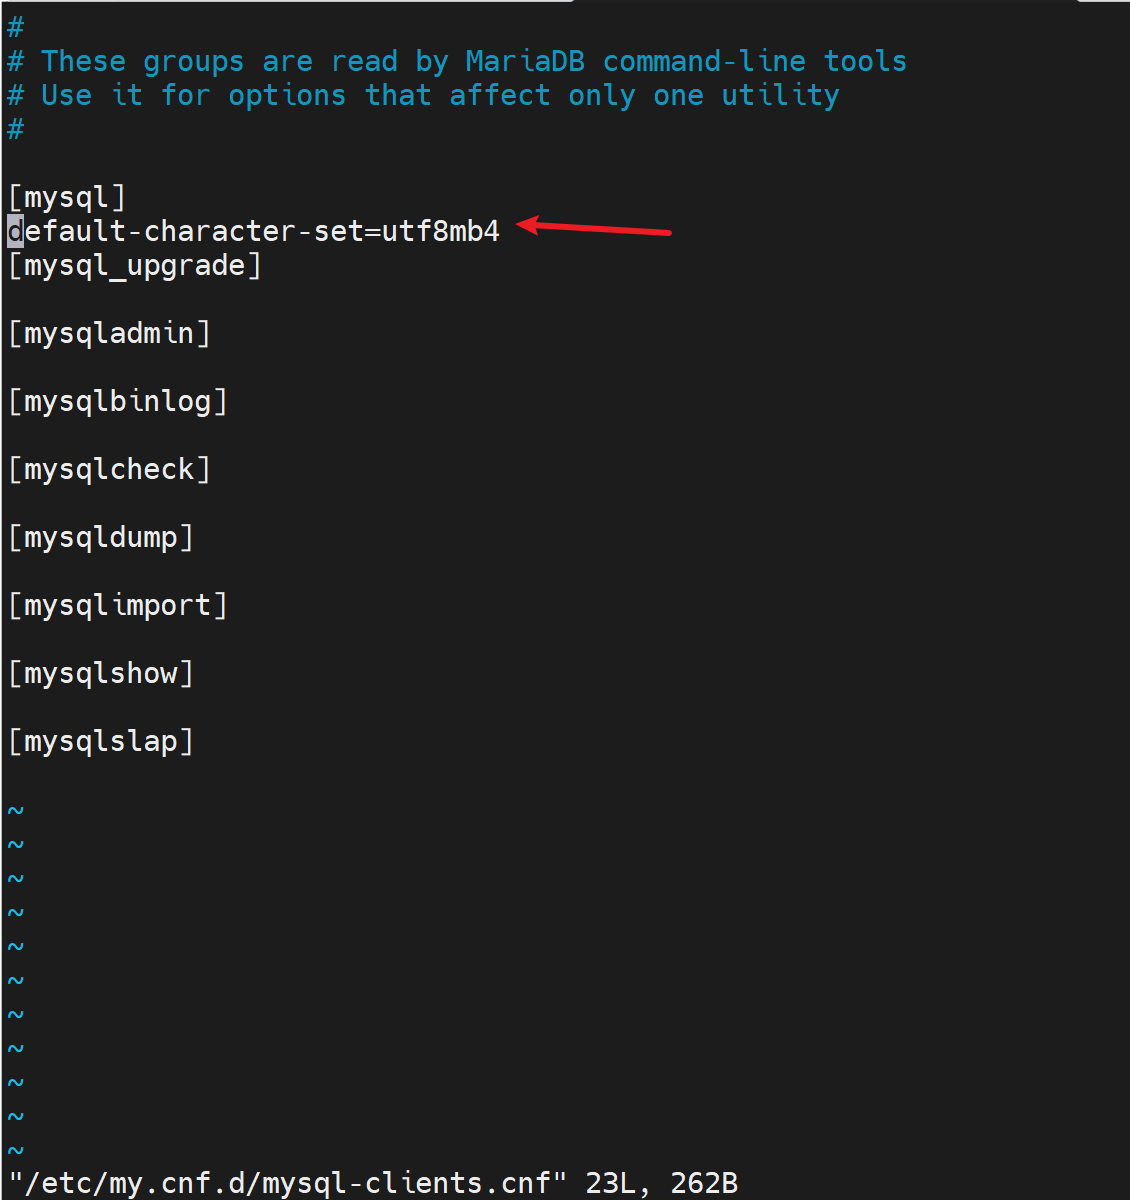 #
# These groups are read by MariaDB command-line tools
# Use it for options that affect only one utility
#
[mysql]
default-character-set=utf8mb4
[mysql_upgrade]
[mysqladmin]
[mysqlbinlog]
[mysqlcheck]
[mysqldump]
[mysqlimport]
[mysqlshow]
[mysqlslap]
~
~
~
~
~
~
~
~
~
~
~
"/etc/my.cnf.d/mysql-clients.cnf" 23L, 262B